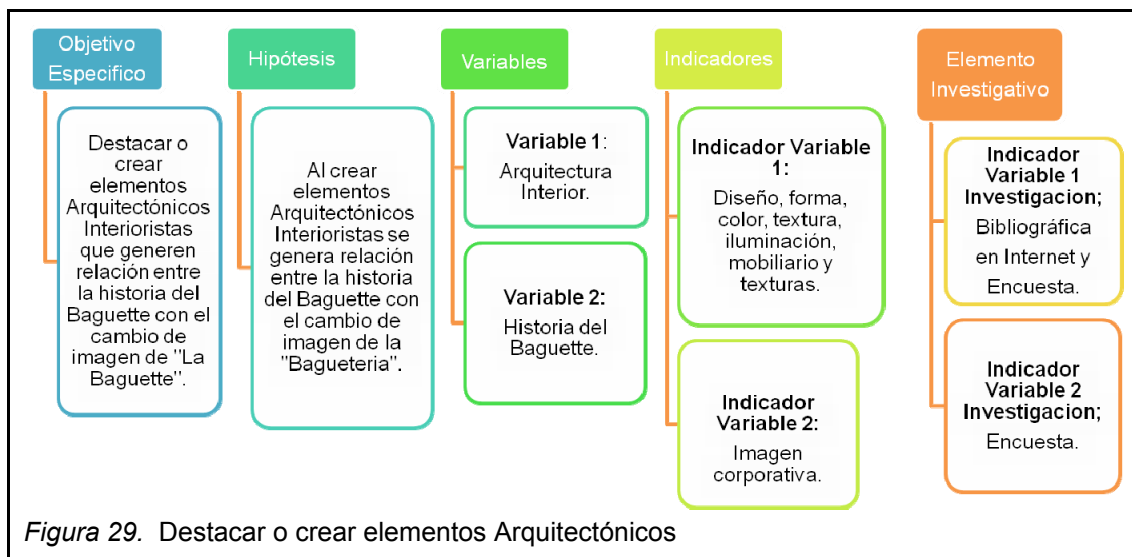 Objetivo
Especifico
Destacar o
crear
elementos
Arquitectónicos
Interioristas
que generen
relación entre
la historia del
Baguette con el
cambio de
imagen de "La
Baguette".
Hipótesis
Al crear
elementos
Arquitectónicos
Interioristas se
genera relación
entre la historia
del Baguette con
el cambio de
imagen de la
"Bagueteria".
Variables
Variable 1:
Arquitectura
Interior.
Variable 2:
Historia del
Baguette.
Indicadores
Indicador Variable
1:
Diseño, forma,
color, textura,
iluminación,
mobiliario y
texturas.
Indicador
Variable 2:
Imagen
corporativa.
Elemento
Investigativo
Indicador
Variable 1
Investigacion;
Bibliográfica
en Internet y
Encuesta.
Indicador
Variable 2
Investigacion;
Encuesta.
Figura 29. Destacar o crear elementos Arquitectónicos